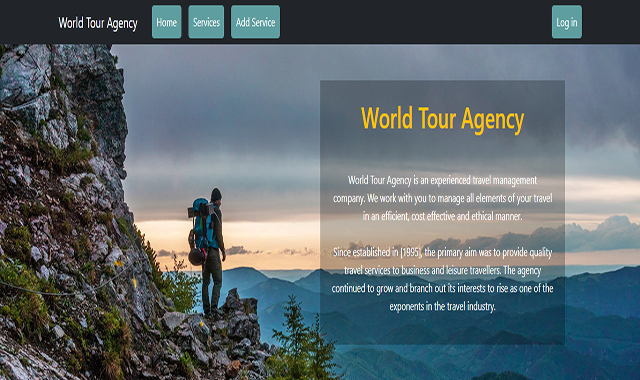 World Tour Agency Home Services Add Service Log in
World Tour Agency
World Tour Agency is an experienced travel management
company. We work with you to manage all elements of your travel
in an efficient, cost effective and ethical manner.
Since established in (1995), the primary aim was to provide quality
travel services to business and leisure travellers. The agency
continued to grow and branch out its interests to rise as one of the
exponents in the travel industry.